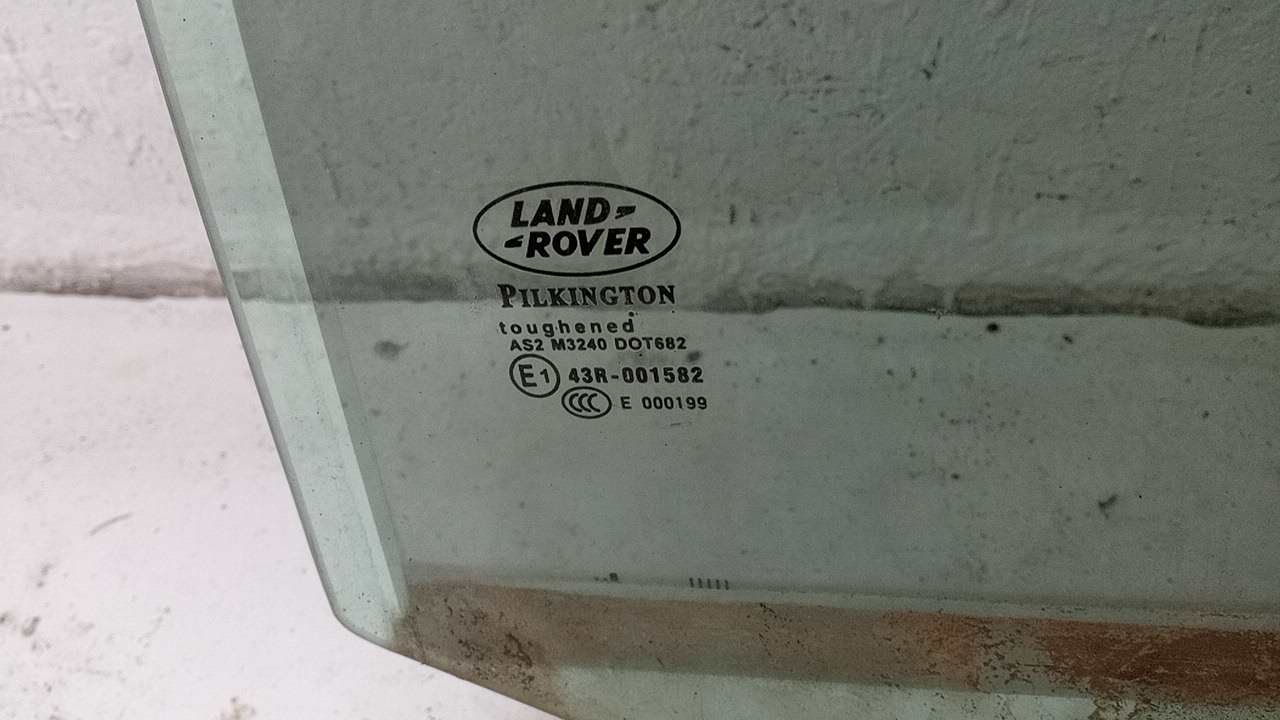 LAND-
-ROVER
PILKINGTON
toughened
AS2 M3240 DOT682
E1 43R-001582
CCC E 000199